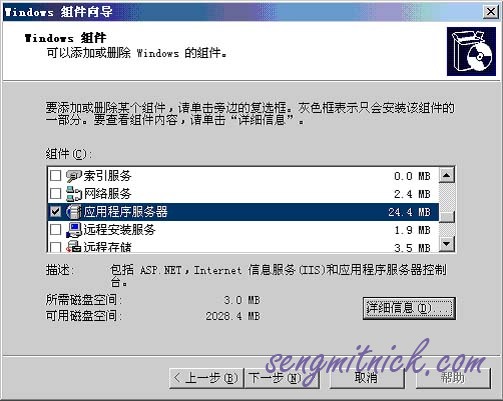 Windows 组件向导
Windows 组件
可以添加或删除 Windows 的组件。
要添加或删除某个组件，请单击旁边的复选框。灰色框表示只会安装该组件的
一部分。要查看组件内容，请单击“详细信息”。
组件(C):
索引服务 0.0 MB
网络服务 2.4 MB
应用程序服务器 24.4 MB
远程安装服务 1.9 MB
远程存储 3.5 MB
描述: 包括 ASP.NET，Internet 信息服务(IIS)和应用程序服务器控制
台。
所需磁盘空间: 3.0 MB
可用磁盘空间: 2028.4 MB
详细信息(D)...
sengmitnick.com
< 上一步(B) 下一步(N) > 取消 帮助